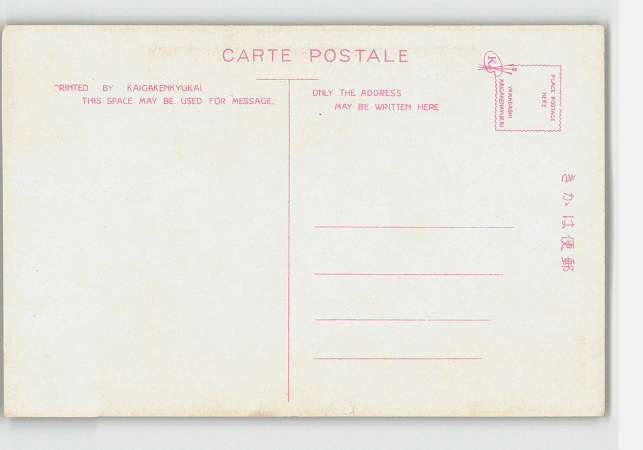 CARTE POSTALE
PRINTED BY KAIGAKENKYUKAI
THIS SPACE MAY BE USED FOR MESSAGE.
ONLY THE ADDRESS
MAY BE WRITTEN HERE
K
PLACE POSTAGE
HERE
YAMABASHI
KAIGAKENKYUKAI
きかは便郵